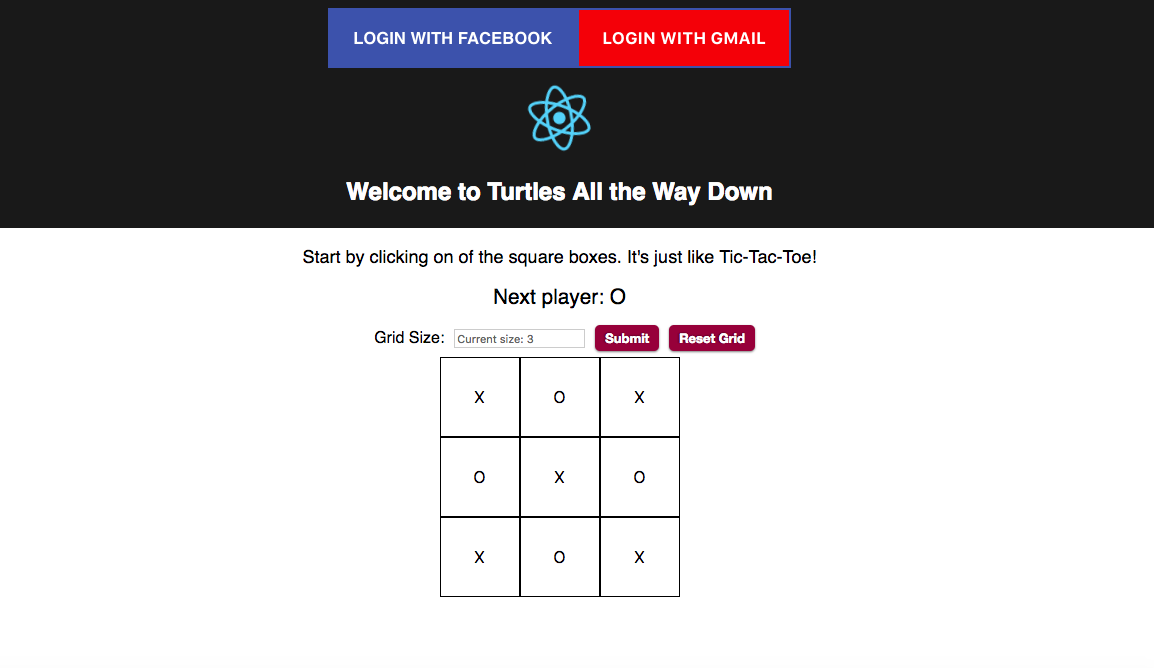 LOGIN WITH FACEBOOK LOGIN WITH GMAIL
Welcome to Turtles All the Way Down
Start by clicking on of the square boxes. It's just like Tic-Tac-Toe!
Next player: O
Grid Size: Current size: 3 Submit Reset Grid
X O X
O X O
X O X